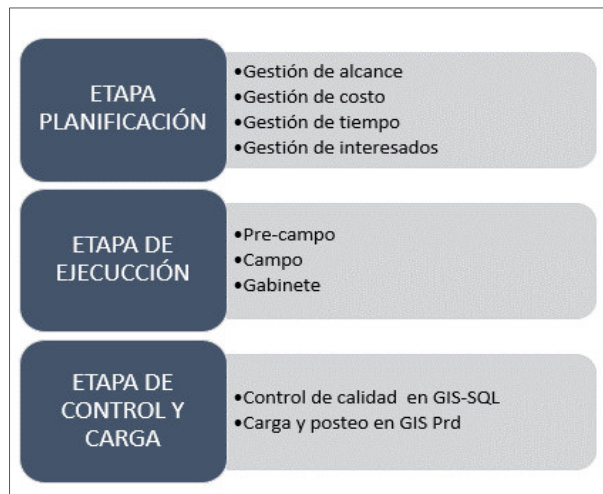 ETAPA
PLANIFICACIÓN
•Gestión de alcance
•Gestión de costo
•Gestión de tiempo
•Gestión de interesados
ETAPA DE
EJECUCCIÓN
•Pre-campo
•Campo
•Gabinete
ETAPA DE
CONTROL Y
CARGA
•Control de calidad en GIS-SQL
•Carga y posteo en GIS Prd